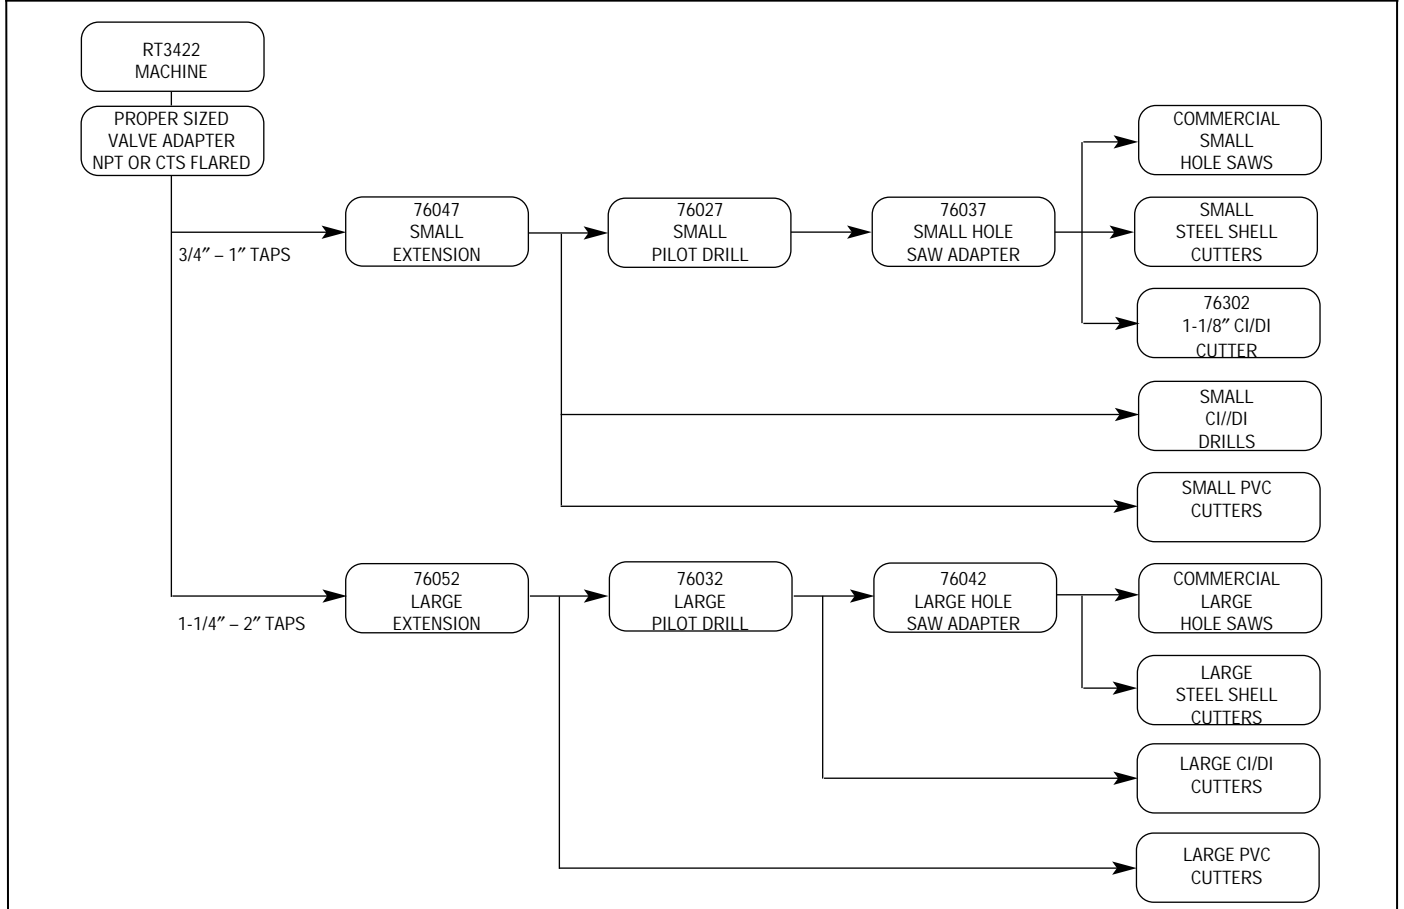 RT3422
MACHINE
PROPER SIZED
VALVE ADAPTER
NPT OR CTS FLARED
3/4″ – 1″ TAPS
76047
SMALL
EXTENSION
76027
SMALL
PILOT DRILL
76037
SMALL HOLE
SAW ADAPTER
COMMERCIAL
SMALL
HOLE SAWS
SMALL
STEEL SHELL
CUTTERS
76302
1-1/8″ CI/DI
CUTTER
SMALL
CI//DI
DRILLS
SMALL PVC
CUTTERS
1-1/4″ – 2″ TAPS
76052
LARGE
EXTENSION
76032
LARGE
PILOT DRILL
76042
LARGE HOLE
SAW ADAPTER
COMMERCIAL
LARGE
HOLE SAWS
LARGE
STEEL SHELL
CUTTERS
LARGE CI/DI
CUTTERS
LARGE PVC
CUTTERS